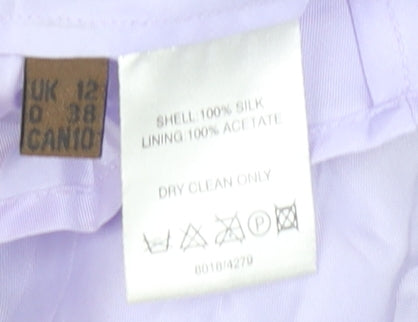 UK 12
D 38
CAN10
SHELL:100% SILK
LINING:100% ACETATE
DRY CLEAN ONLY
P
8018/4279